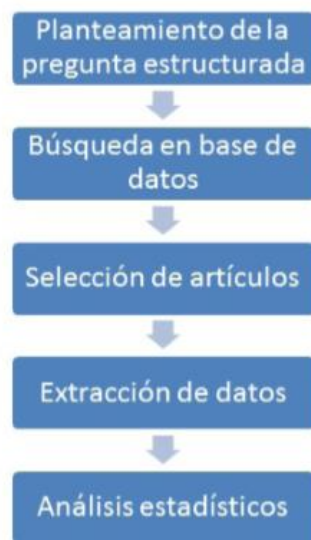 Planteamiento de la
pregunta estructurada
Búsqueda en base de
datos
Selección de artículos
Extracción de datos
Análisis estadísticos